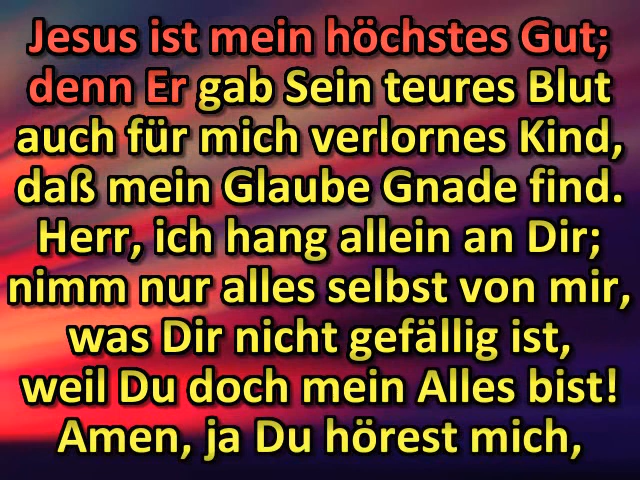 Jesus ist mein höchstes Gut;
denn Er gab Sein teures Blut
auch für mich verlornes Kind,
daß mein Glaube Gnade find.
Herr, ich hang allein an Dir;
nimm nur alles selbst von mir,
was Dir nicht gefällig ist,
weil Du doch mein Alles bist!
Amen, ja Du hörest mich,